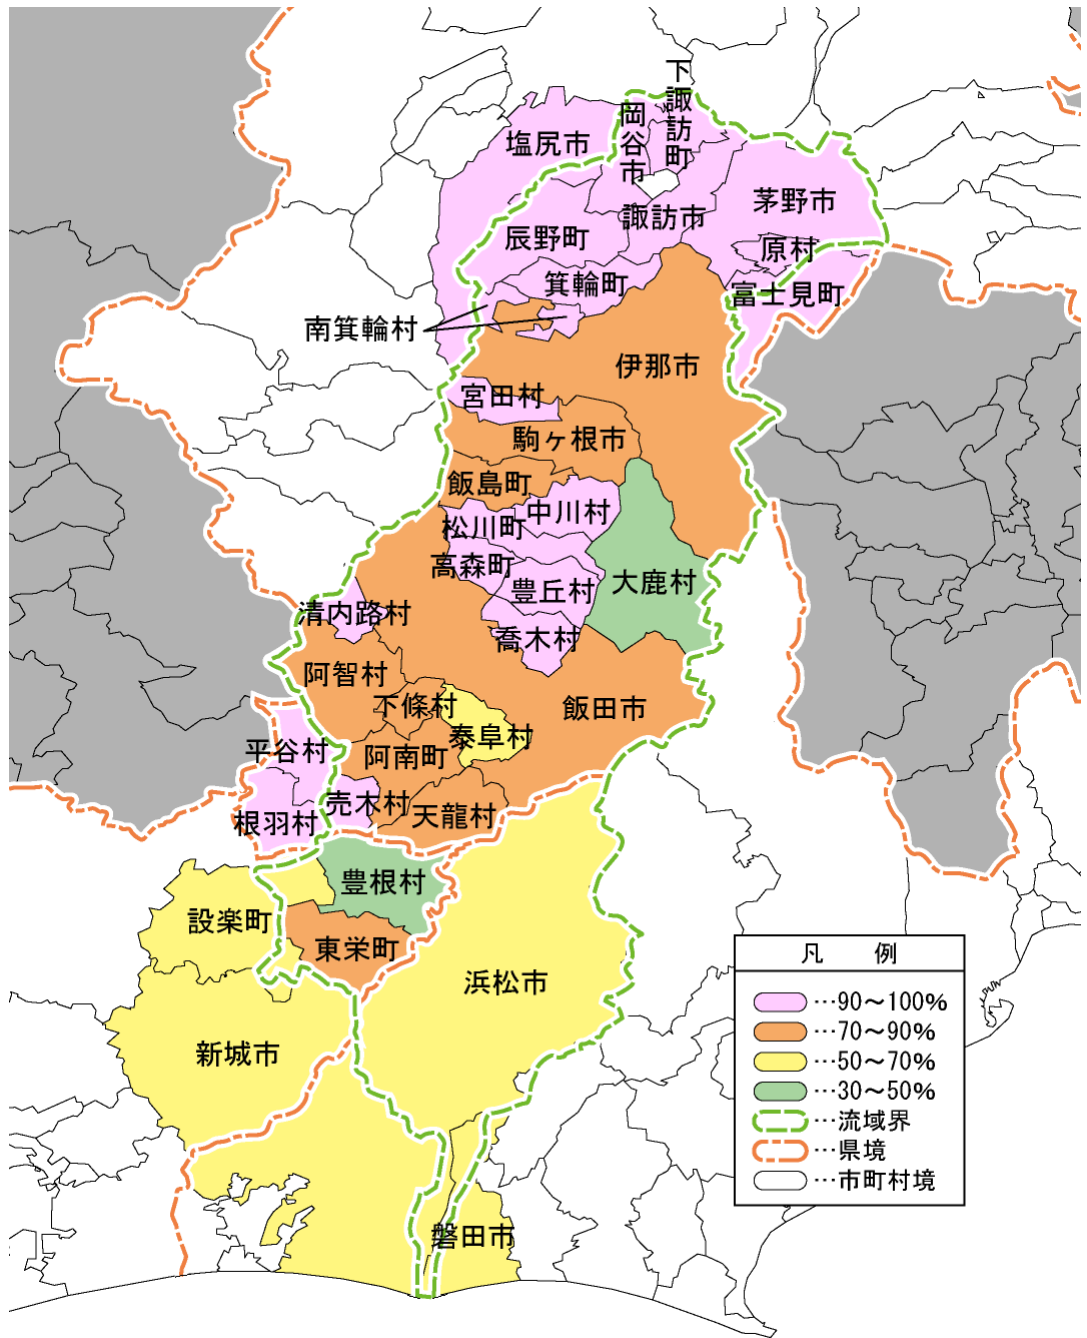 下諏訪町
岡谷市
塩尻市
茅野市
諏訪市
辰野町
原村
箕輪町
富士見町
南箕輪村
伊那市
宮田村
駒ヶ根市
飯島町
中川村
松川町
高森町
大鹿村
豊丘村
清内路村
喬木村
阿智村
下條村
飯田市
泰阜村
平谷村
阿南町
売木村
天龍村
根羽村
豊根村
設楽町
東栄町
浜松市
新城市
磐田市
凡 例
…90～100%
…70～90%
…50～70%
…30～50%
…流域界
…県境
…市町村境